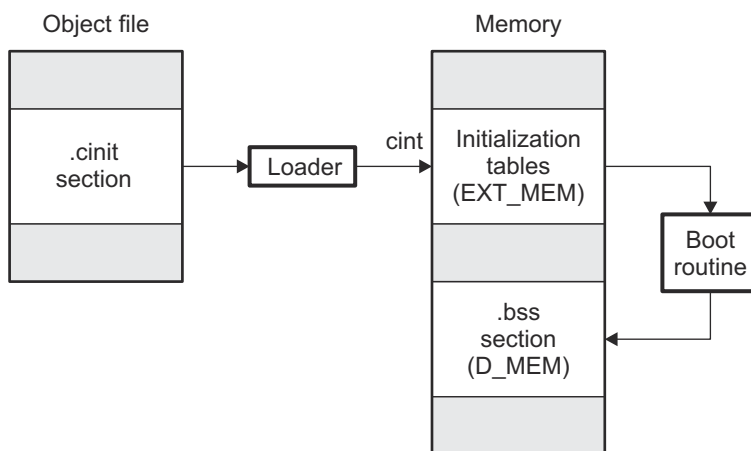 Object file
Memory
.cinit
section
Loader
cint
Initialization
tables
(EXT_MEM)
Boot
routine
.bss
section
(D_MEM)